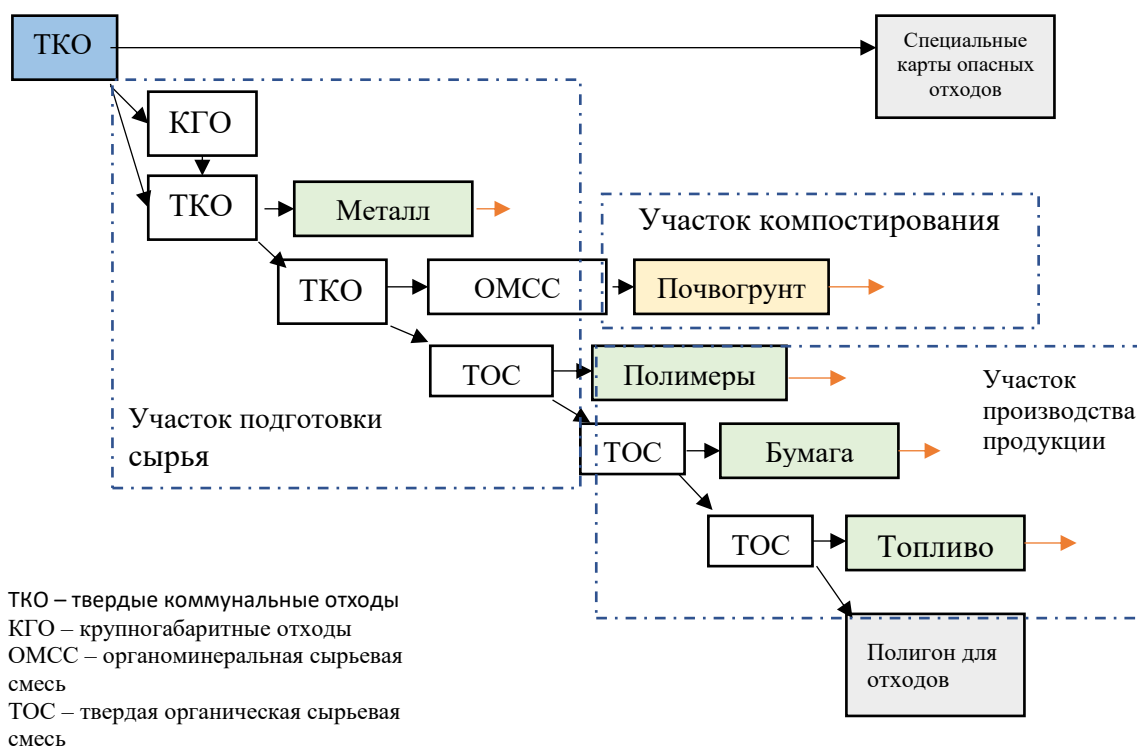 ТКО
Специальные
карты опасных
отходов
КГО
ТКО
Металл
Участок компостирования
ТКО
ОМСС
Почвогрунт
ТОС
Полимеры
Участок
производства
продукции
Участок подготовки
сырья
ТОС
Бумага
ТОС
Топливо
ТКО – твердые коммунальные отходы
КГО – крупногабаритные отходы
ОМСС – органоминеральная сырьевая
смесь
ТОС – твердая органическая сырьевая
смесь
Полигон для
отходов